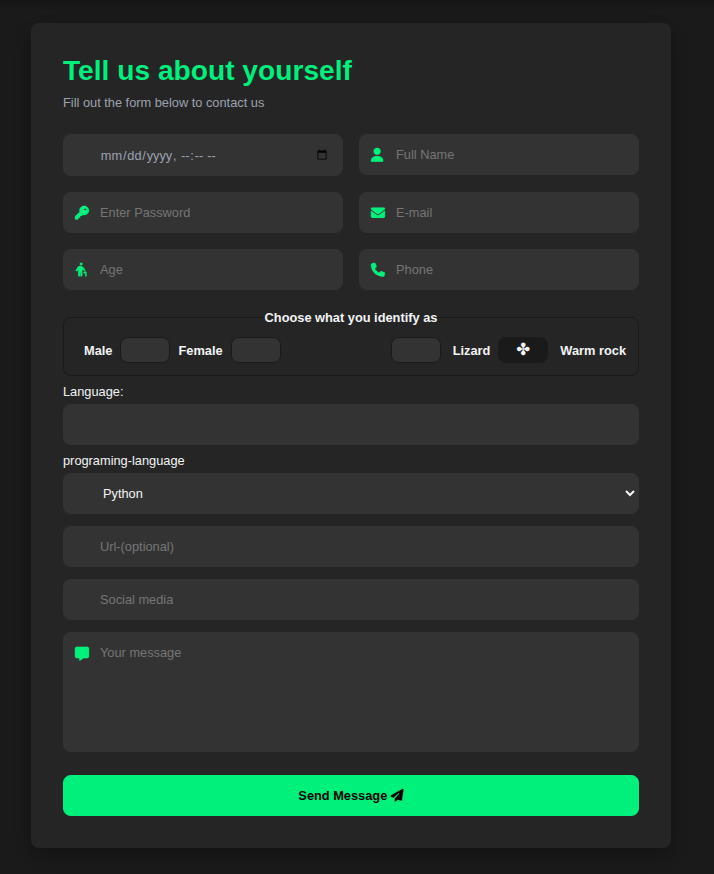 Tell us about yourself
Fill out the form below to contact us
mm/dd/yyyy, --:-- -- Full Name
Enter Password E-mail
Age Phone
Choose what you identify as
Male Female Lizard Warm rock
Language:
programing-language
Python
Url-(optional)
Social media
Your message
Send Message